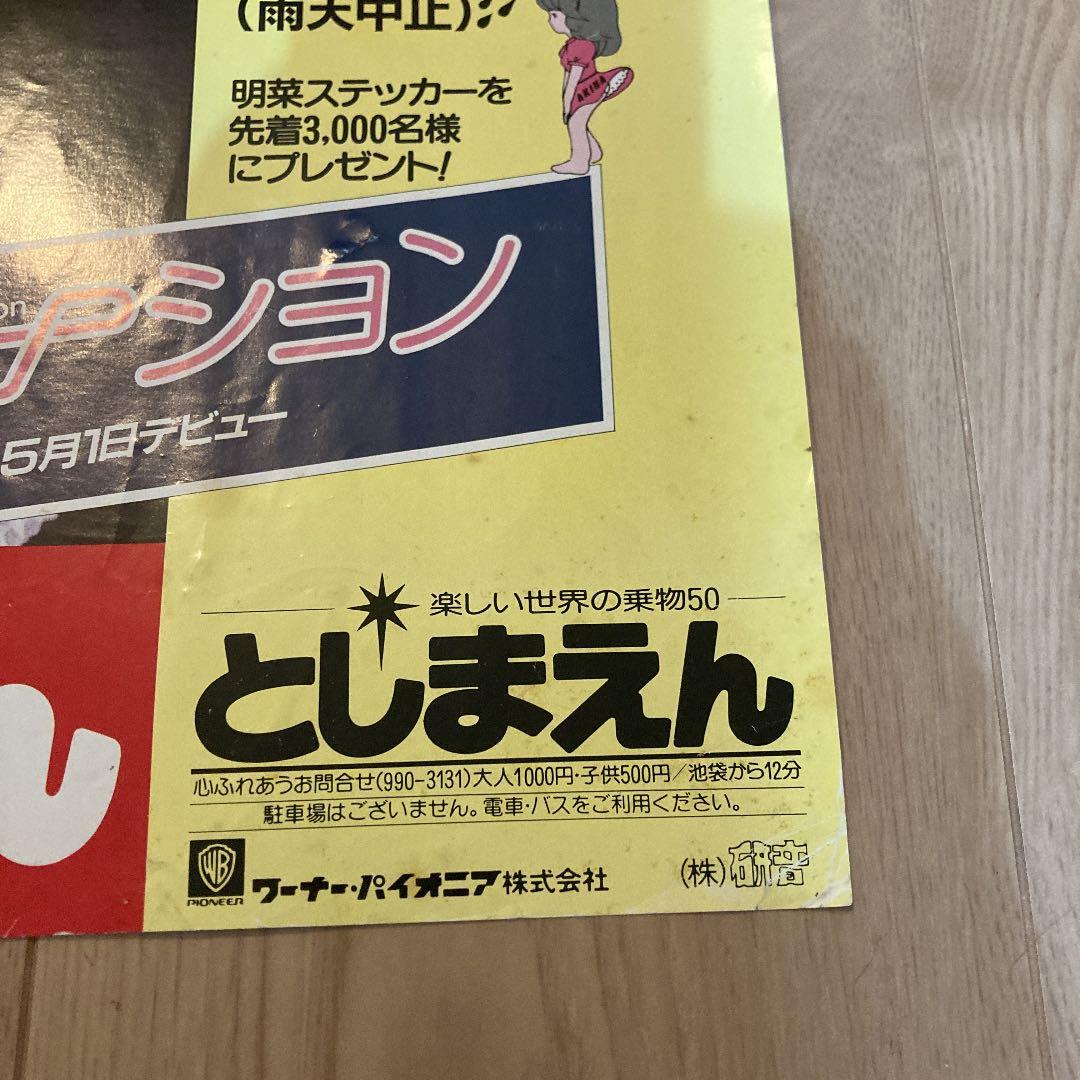 (雨天中止)!!
AKINA
明菜ステッカーを
先着3,000名様
にプレゼント!
on
ーション
5月1日デビュー
楽しい世界の乗物50
としまえん
心ふれあうお問合せ(990-3131)大人1000円・子供500円/池袋から12分
駐車場はございません。電車・バスをご利用ください。
WB
PIONEER
ワーナー・パイオニア株式会社
(株)研音
ん